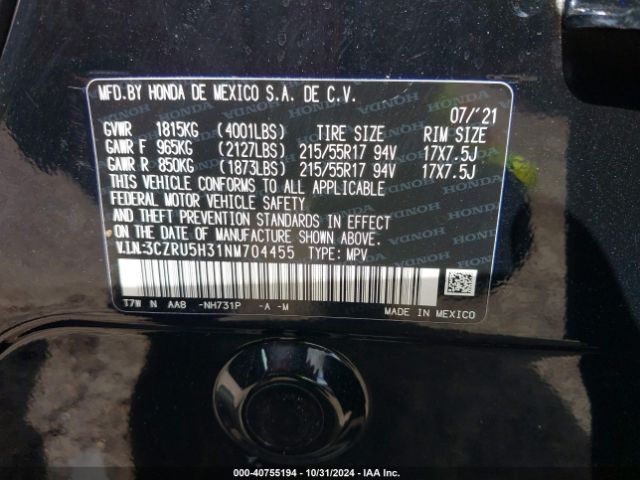 MFD.BY HONDA DE MEXICO S.A. DE C.V.
07/'21
GVWR 1815KG (4001LBS) TIRE SIZE RIM SIZE
GAWR F 965KG (2127LBS) 215/55R17 94V 17X7.5J
GAWR R 850KG (1873LBS) 215/55R17 94V 17X7.5J
THIS VEHICLE CONFORMS TO ALL APPLICABLE
FEDERAL MOTOR VEHICLE SAFETY
AND THEFT PREVENTION STANDARDS IN EFFECT
ON THE DATE OF MANUFACTURE SHOWN ABOVE.
V.I.N:3CZRU5H31NM704455 TYPE: MPV
T7W N AAB -NH731P -A -M
MADE IN MEXICO
000-40755194 - 10/31/2024 - IAA Inc.